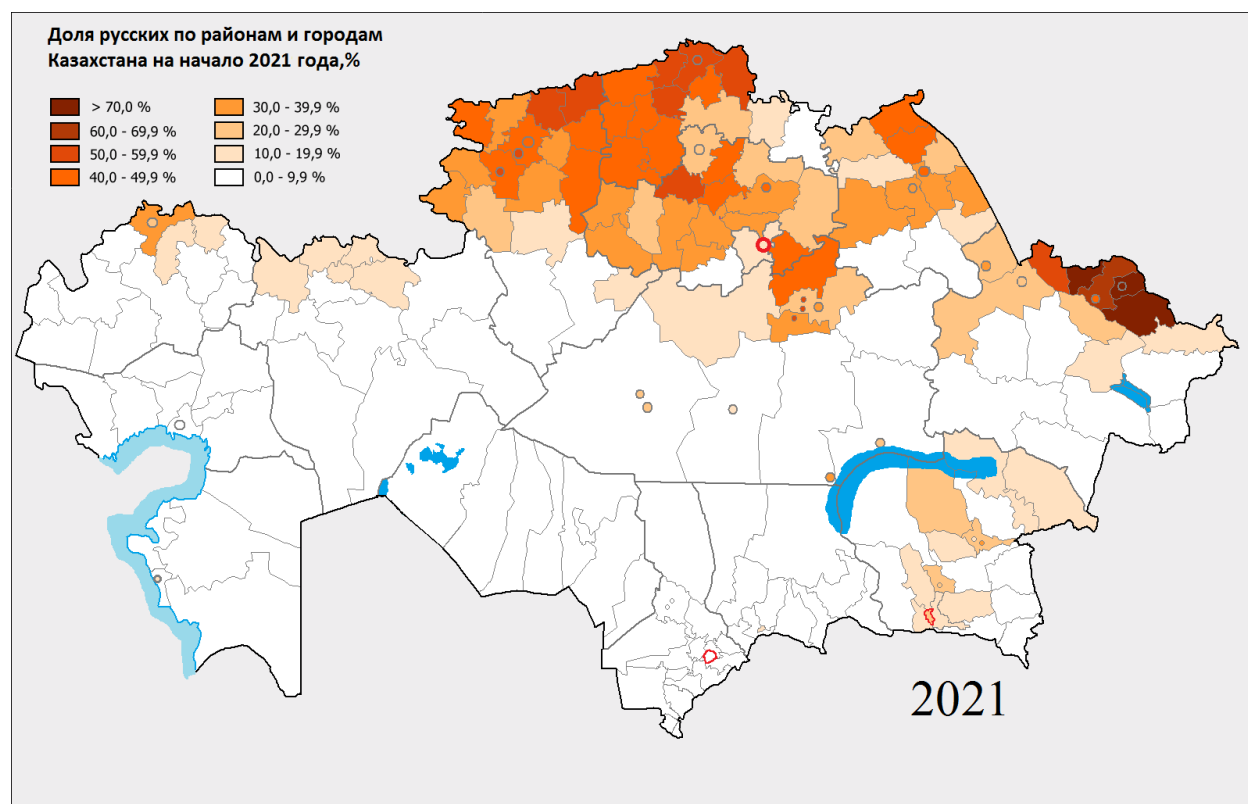 Доля русских по районам и городам
Казахстана на начало 2021 года,%
> 70,0 %
60,0 - 69,9 %
50,0 - 59,9 %
40,0 - 49,9 %
30,0 - 39,9 %
20,0 - 29,9 %
10,0 - 19,9 %
0,0 - 9,9 %
2021